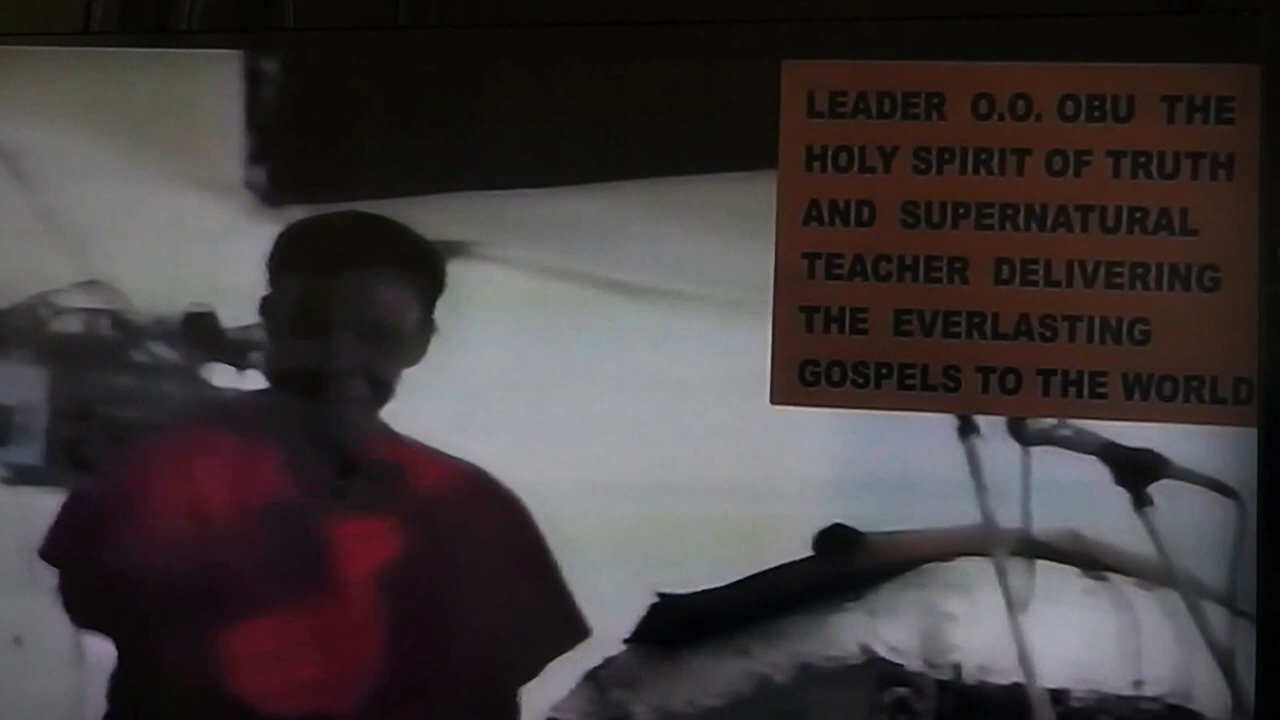 LEADER O.O. OBU THE
HOLY SPIRIT OF TRUTH
AND SUPERNATURAL
TEACHER DELIVERING
THE EVERLASTING
GOSPELS TO THE WORLD